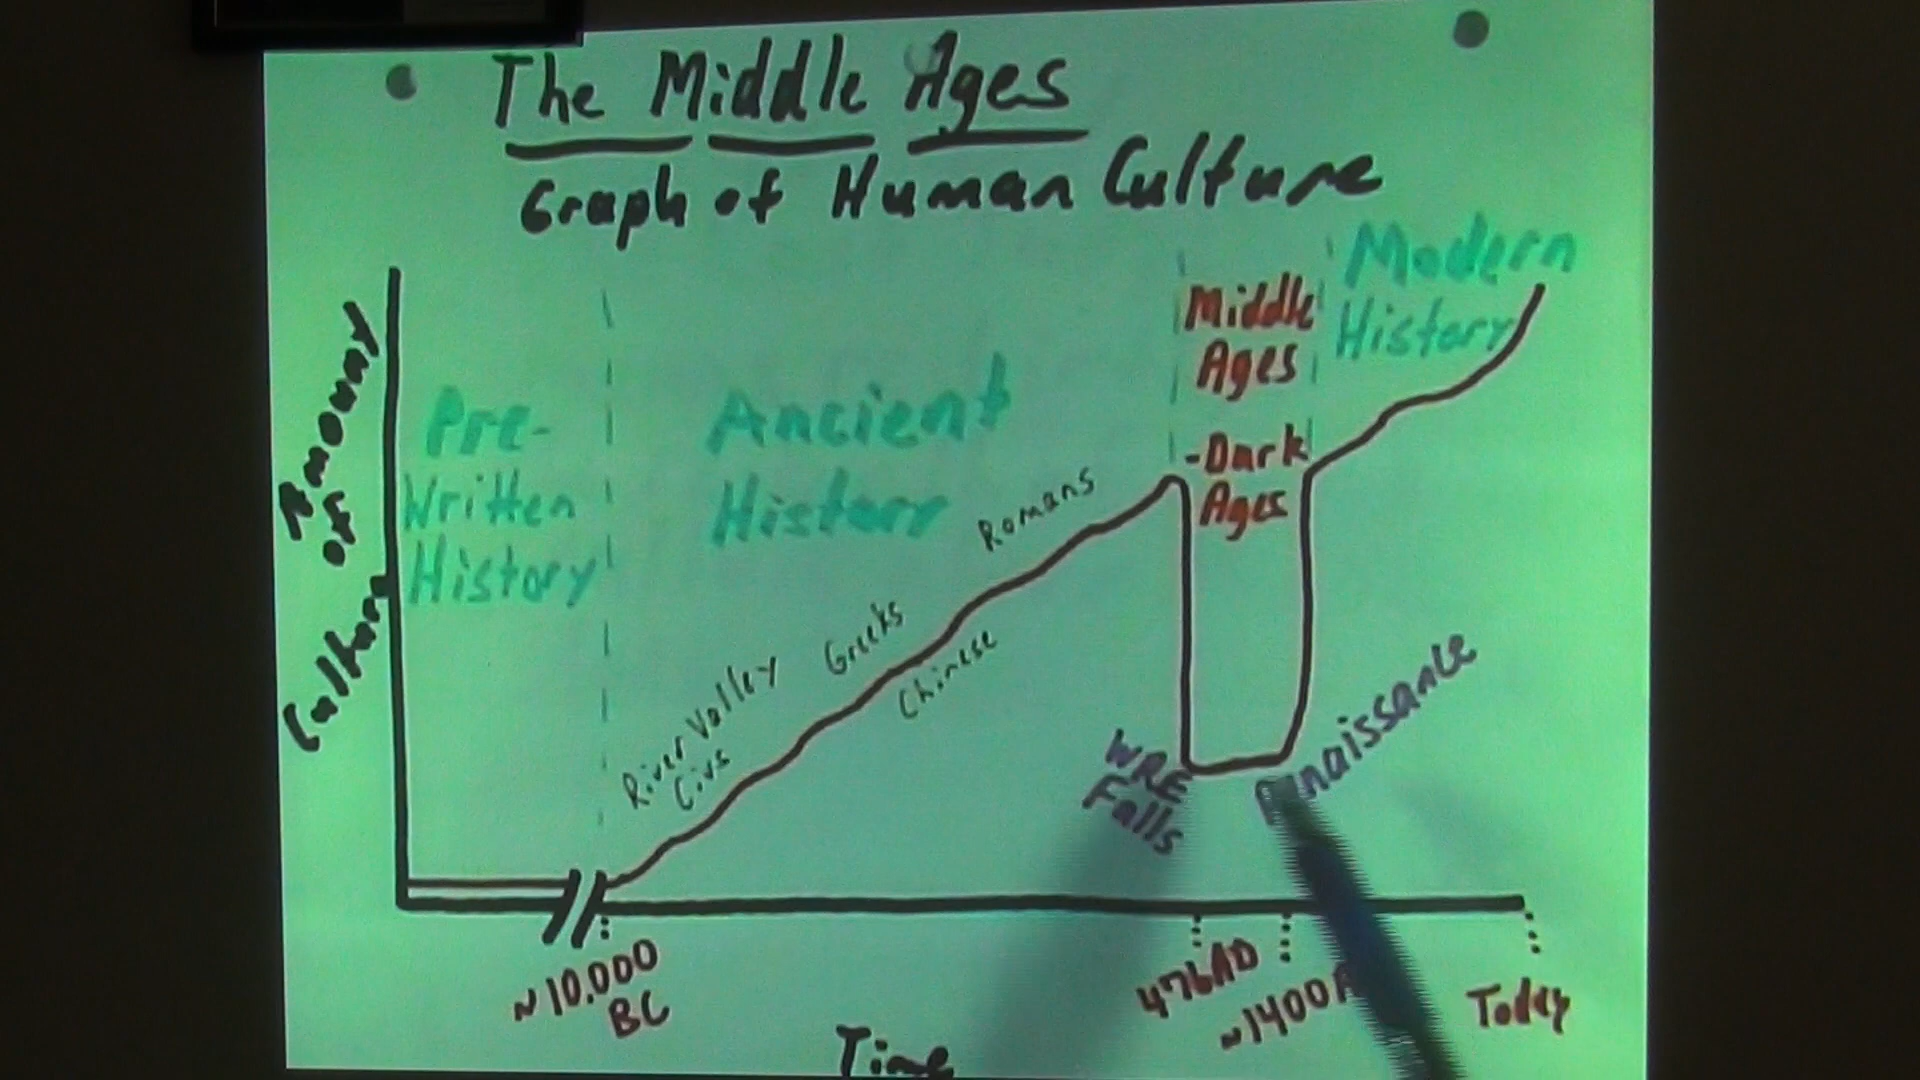 The Middle Ages
Graph of Human Culture
Amount
of
Culture
Pre-
Written
History
Ancient
History
Middle
Ages
-Dark
Ages
Modern
History
River Valley
Civs
Greeks
Chinese
Romans
WRE
Falls
~10,000
BC
476AD
~1400
Today
Time